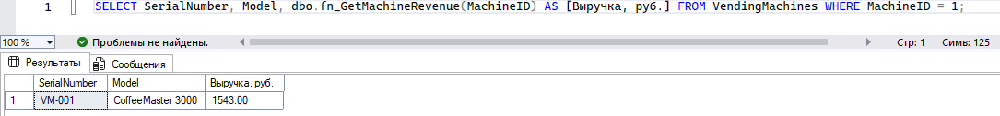 1 SELECT SerialNumber, Model, dbo.fn_GetMachineRevenue(MachineID) AS [Выручка, руб.] FROM VendingMachines WHERE MachineID = 1;
100 % Проблемы не найдены. Стр: 1 Симв: 125
Результаты Сообщения
SerialNumber Model Выручка, руб.
1 VM-001 CoffeeMaster 3000 1543.00